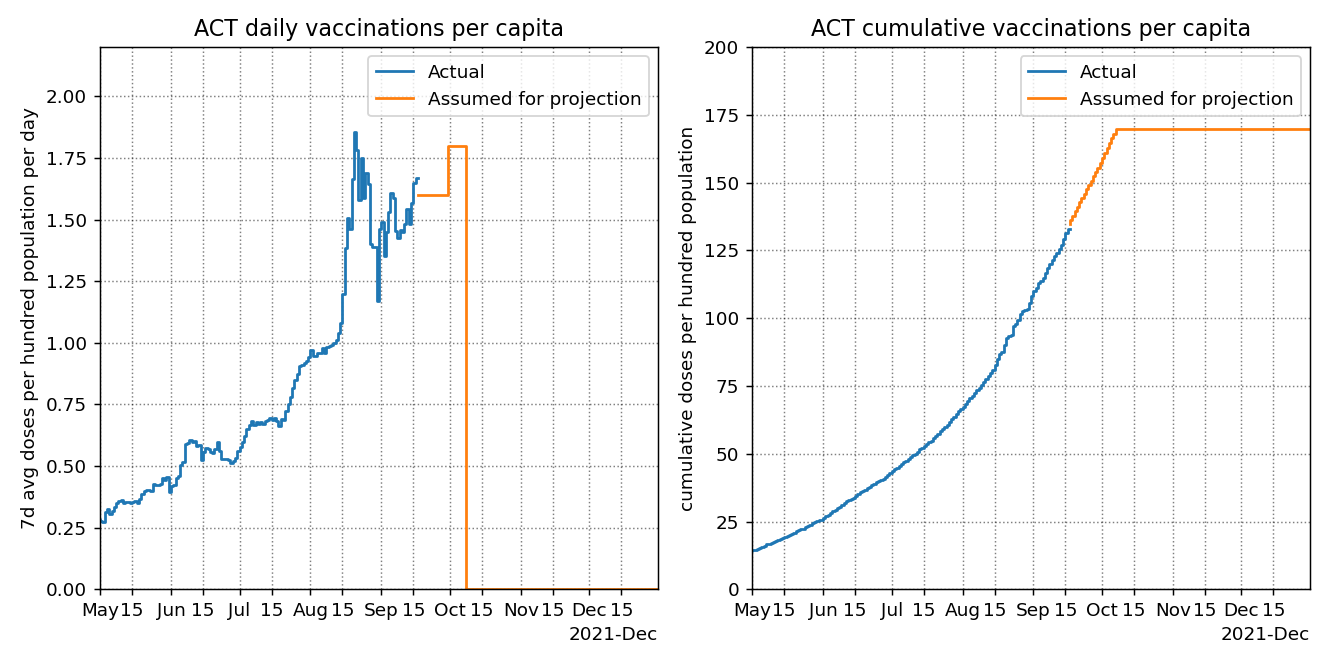 ACT daily vaccinations per capita
Actual
Assumed for projection
7d avg doses per hundred population per day
2.00
1.75
1.50
1.25
1.00
0.75
0.50
0.25
0.00
May 15 Jun 15 Jul 15 Aug 15 Sep 15 Oct 15 Nov 15 Dec 15
2021-Dec
ACT cumulative vaccinations per capita
Actual
Assumed for projection
cumulative doses per hundred population
200
175
150
125
100
75
50
25
0
May 15 Jun 15 Jul 15 Aug 15 Sep 15 Oct 15 Nov 15 Dec 15
2021-Dec